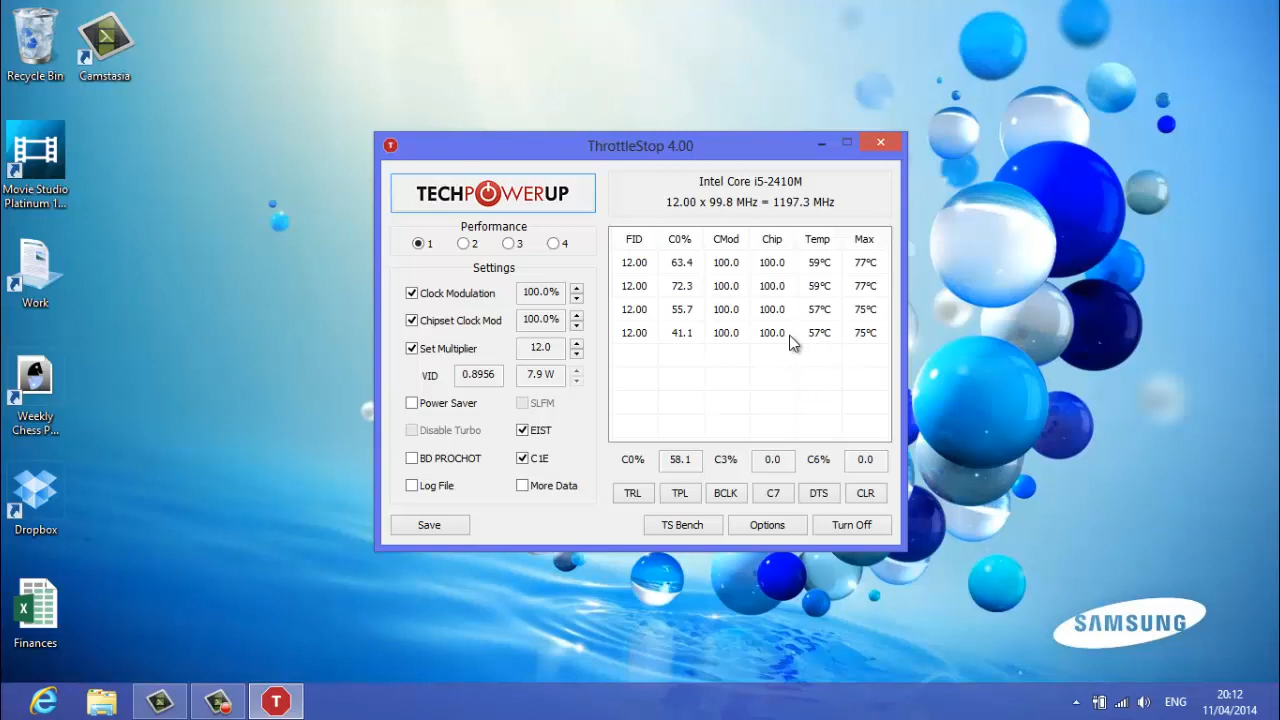 Recycle Bin
Camstasia
Movie Studio
Platinum 1...
Work
Weekly
Chess P...
Dropbox
Finances
T
ThrottleStop 4.00
TECHPOWERUP
Performance
1 2 3 4
Settings
Clock Modulation 100.0%
Chipset Clock Mod 100.0%
Set Multiplier 12.0
VID 0.8956 7.9 W
Power Saver SLFM
Disable Turbo EIST
BD PROCHOT C1E
Log File More Data
Save
Intel Core i5-2410M
12.00 x 99.8 MHz = 1197.3 MHz
FID C0% CMod Chip Temp Max
12.00 63.4 100.0 100.0 59°C 77°C
12.00 72.3 100.0 100.0 59°C 77°C
12.00 55.7 100.0 100.0 57°C 75°C
12.00 41.1 100.0 100.0 57°C 75°C
C0% 58.1 C3% 0.0 C6% 0.0
TRL TPL BCLK C7 DTS CLR
TS Bench Options Turn Off
SAMSUNG
T
ENG
20:12
11/04/2014